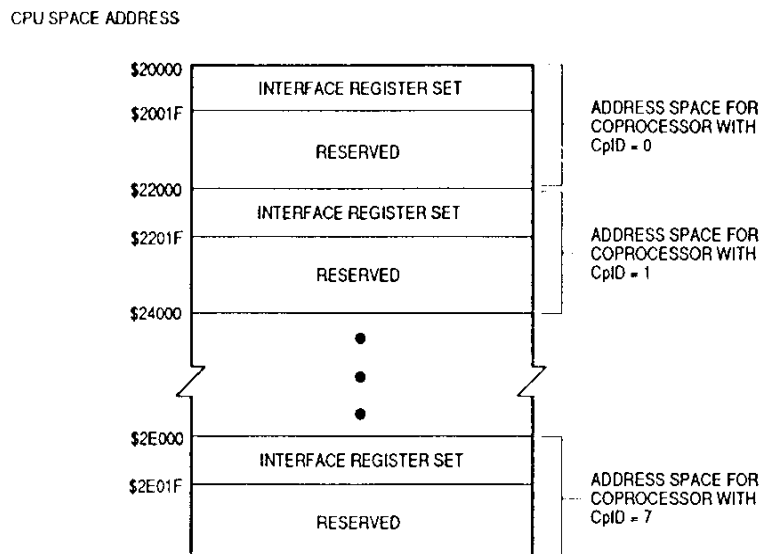 CPU SPACE ADDRESS
$20000
INTERFACE REGISTER SET
$2001F
ADDRESS SPACE FOR
COPROCESSOR WITH
CpID = 0
RESERVED
$22000
INTERFACE REGISTER SET
$2201F
ADDRESS SPACE FOR
COPROCESSOR WITH
CpID = 1
RESERVED
$24000
$2E000
INTERFACE REGISTER SET
$2E01F
ADDRESS SPACE FOR
COPROCESSOR WITH
CpID = 7
RESERVED